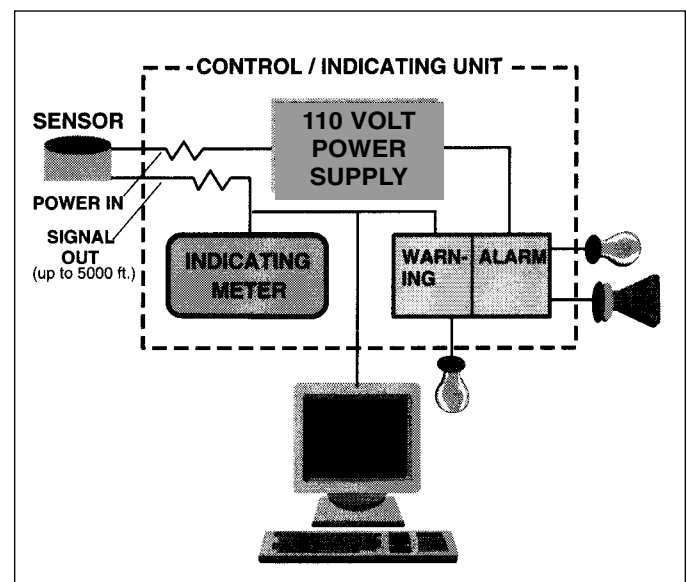 CONTROL / INDICATING UNIT
SENSOR
110 VOLT
POWER
SUPPLY
POWER IN
SIGNAL
OUT
(up to 5000 ft.)
INDICATING
METER
WARN-
ING
ALARM